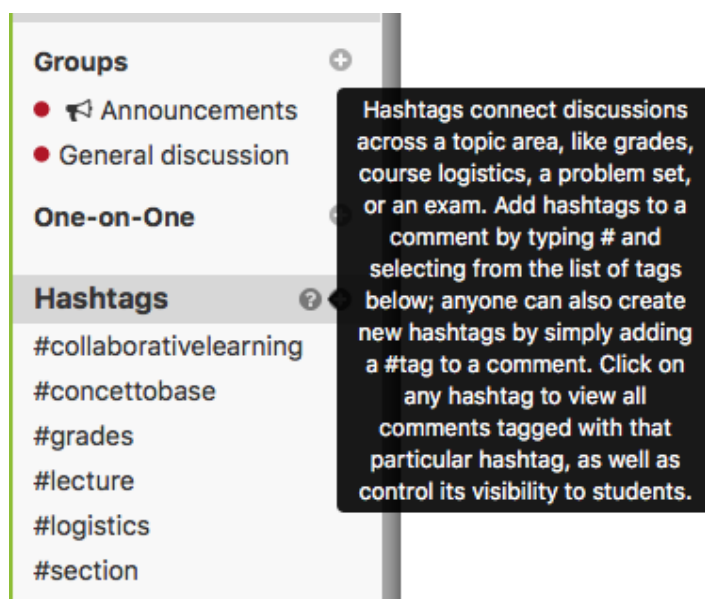 Groups
Announcements
General discussion
One-on-One
Hashtags
#collaborativelearning
#concettobase
#grades
#lecture
#logistics
#section
Hashtags connect discussions
across a topic area, like grades,
course logistics, a problem set,
or an exam. Add hashtags to a
comment by typing # and
selecting from the list of tags
below; anyone can also create
new hashtags by simply adding
a #tag to a comment. Click on
any hashtag to view all
comments tagged with that
particular hashtag, as well as
control its visibility to students.